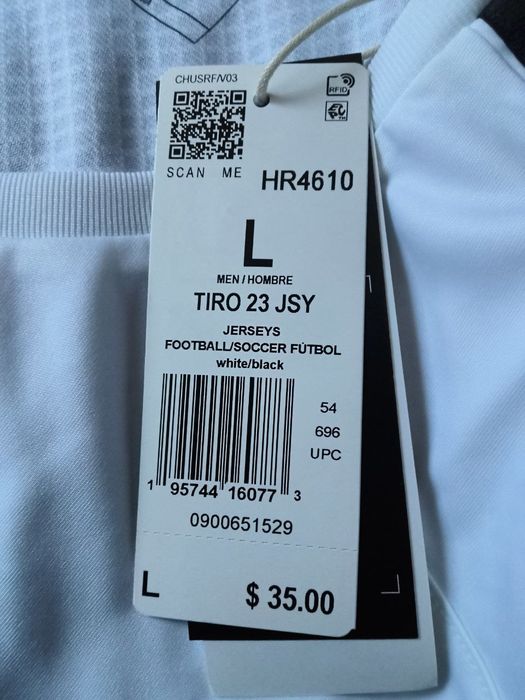 CHUSRF/V03
RFID
SCAN ME
HR4610
L
MEN / HOMBRE
TIRO 23 JSY
JERSEYS
FOOTBALL/SOCCER FÚTBOL
white/black
54
696
UPC
1 95744 16077 3
0900651529
L
$ 35.00